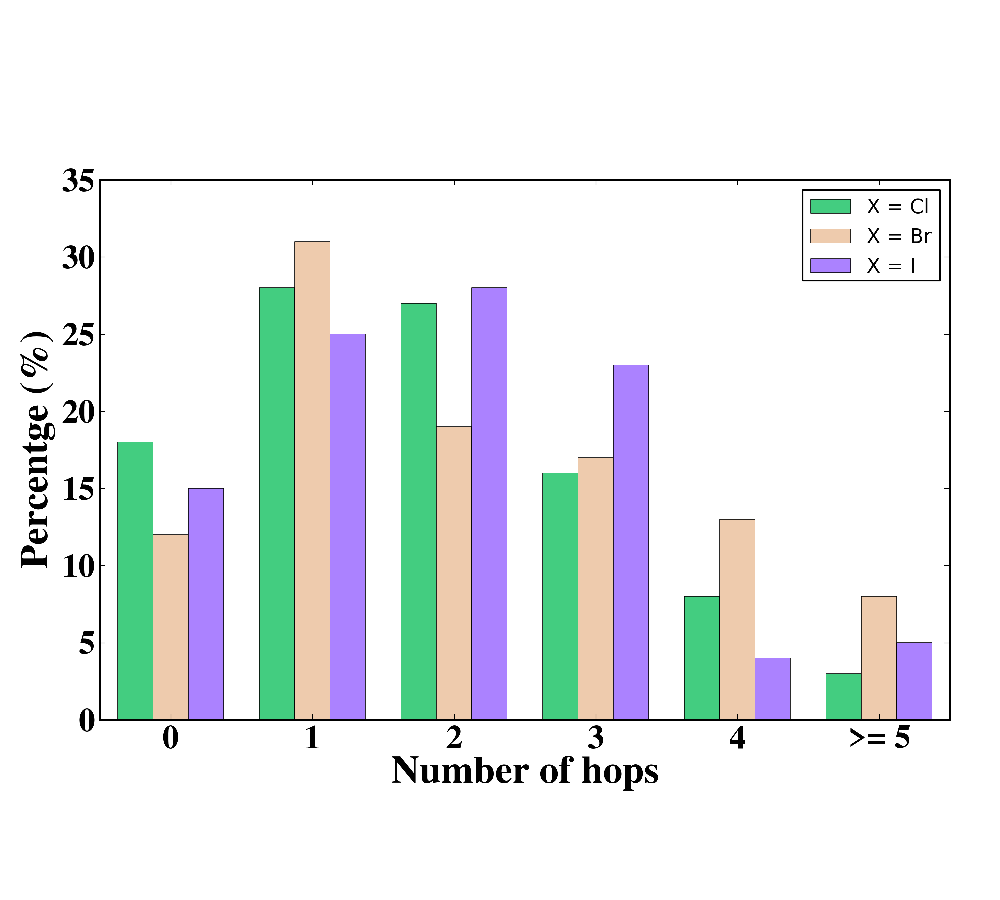 35
30
25
20
15
10
5
0
Percentge (%)
X = Cl
X = Br
X = I
0 1 2 3 4 >= 5
Number of hops